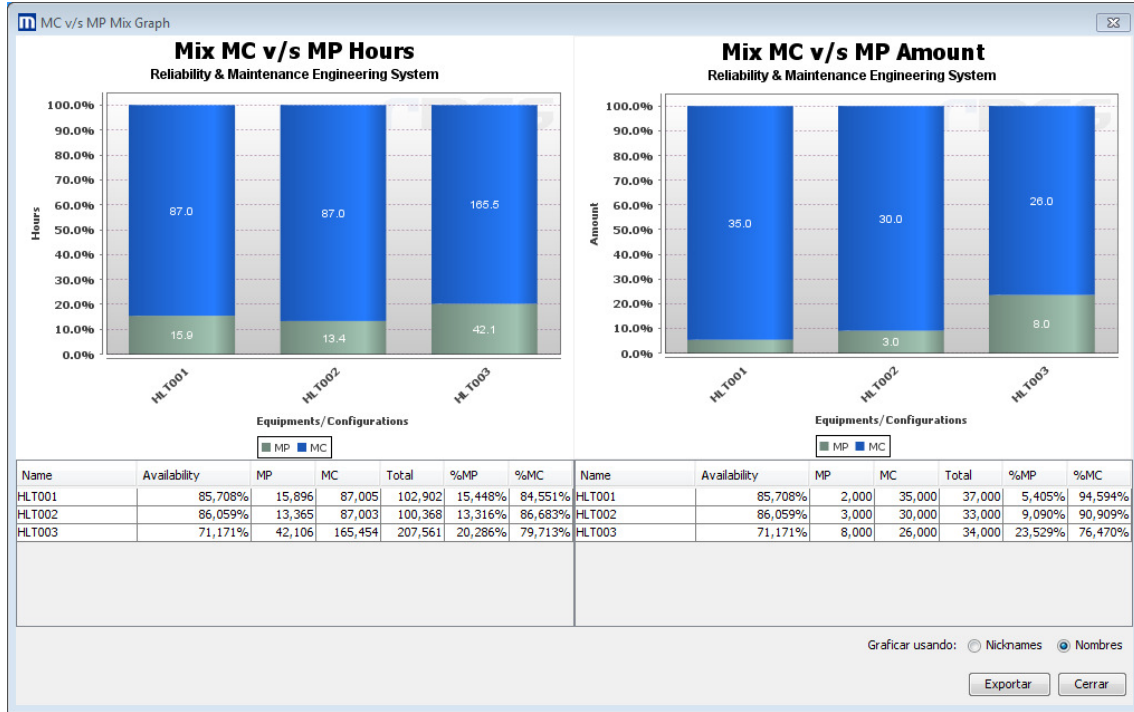 m MC v/s MP Mix Graph
Mix MC v/s MP Hours
Reliability & Maintenance Engineering System
100.0%
90.0%
80.0%
70.0%
60.0%
50.0%
40.0%
30.0%
20.0%
10.0%
0.0%
Hours
87.0 87.0 165.5
15.9 13.4 42.1
HLT001 HLT002 HLT003
Equipments/Configurations
MP MC
Mix MC v/s MP Amount
Reliability & Maintenance Engineering System
100.0%
90.0%
80.0%
70.0%
60.0%
50.0%
40.0%
30.0%
20.0%
10.0%
0.0%
Amount
35.0 30.0 26.0
3.0 8.0
HLT001 HLT002 HLT003
Equipments/Configurations
MP MC
Name Availability MP MC Total %MP %MC
HLT001 85,708% 15,896 87,005 102,902 15,448% 84,551%
HLT002 86,059% 13,365 87,003 100,368 13,316% 86,683%
HLT003 71,171% 42,106 165,454 207,561 20,286% 79,713%
Name Availability MP MC Total %MP %MC
HLT001 85,708% 2,000 35,000 37,000 5,405% 94,594%
HLT002 86,059% 3,000 30,000 33,000 9,090% 90,909%
HLT003 71,171% 8,000 26,000 34,000 23,529% 76,470%
Graficar usando: Nicknames Nombres
Exportar Cerrar